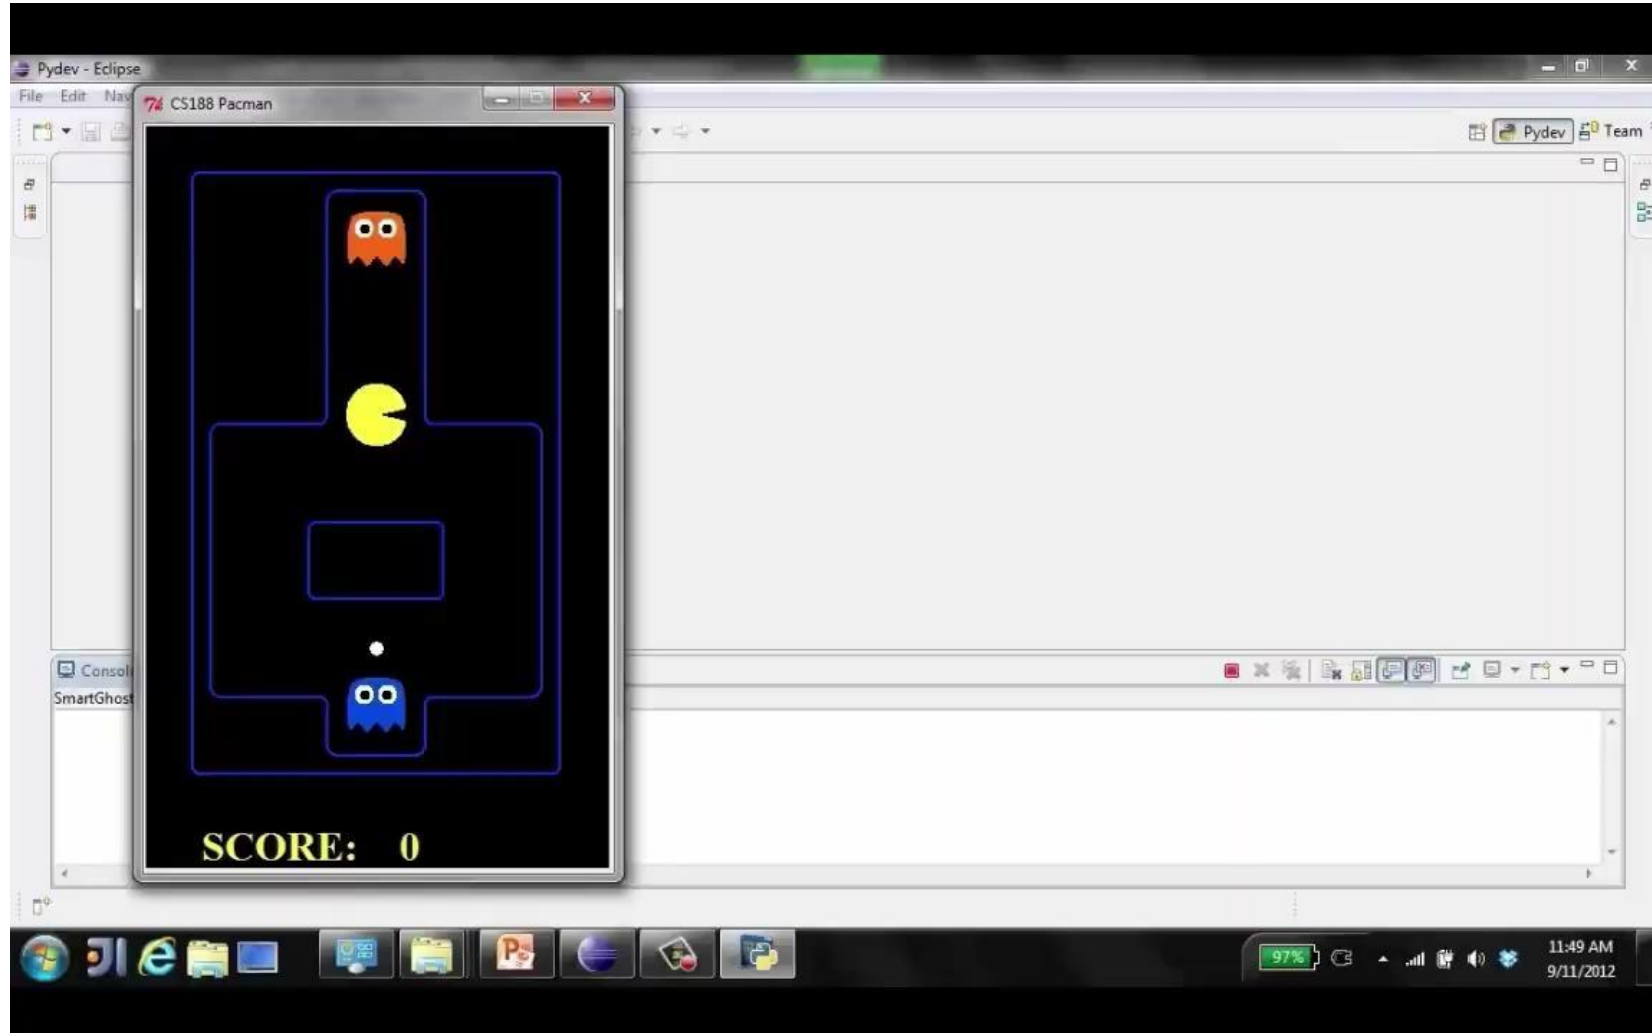 Pydev - Eclipse
File Edit Nav
CS188 Pacman
Pydev
Team
Consol
SmartGhost
SCORE: 0
97%
11:49 AM
9/11/2012